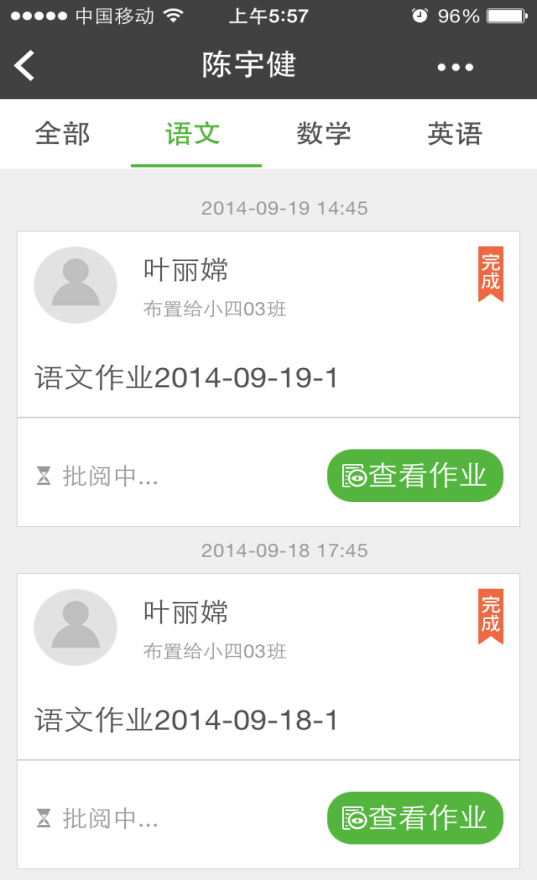 中国移动 上午5:57 96%
陈宇健
全部 语文 数学 英语
2014-09-19 14:45
叶丽嫦
完成
布置给小四03班
语文作业2014-09-19-1
批阅中... 查看作业
2014-09-18 17:45
叶丽嫦
完成
布置给小四03班
语文作业2014-09-18-1
批阅中... 查看作业